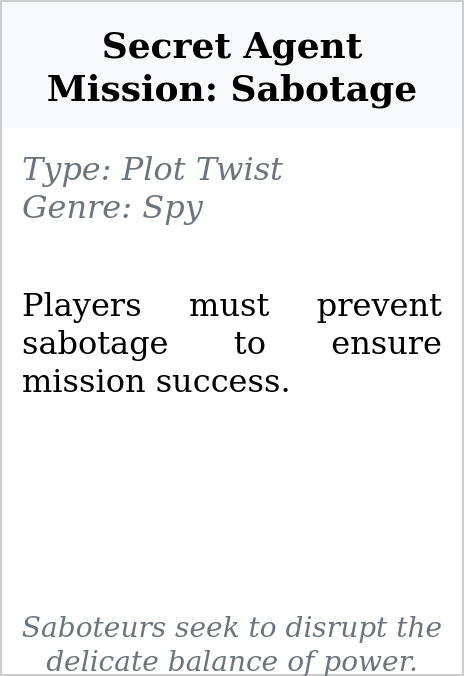 Secret Agent
Mission: Sabotage
Type: Plot Twist
Genre: Spy
Players must prevent
sabotage to ensure
mission success.
Saboteurs seek to disrupt the
delicate balance of power.